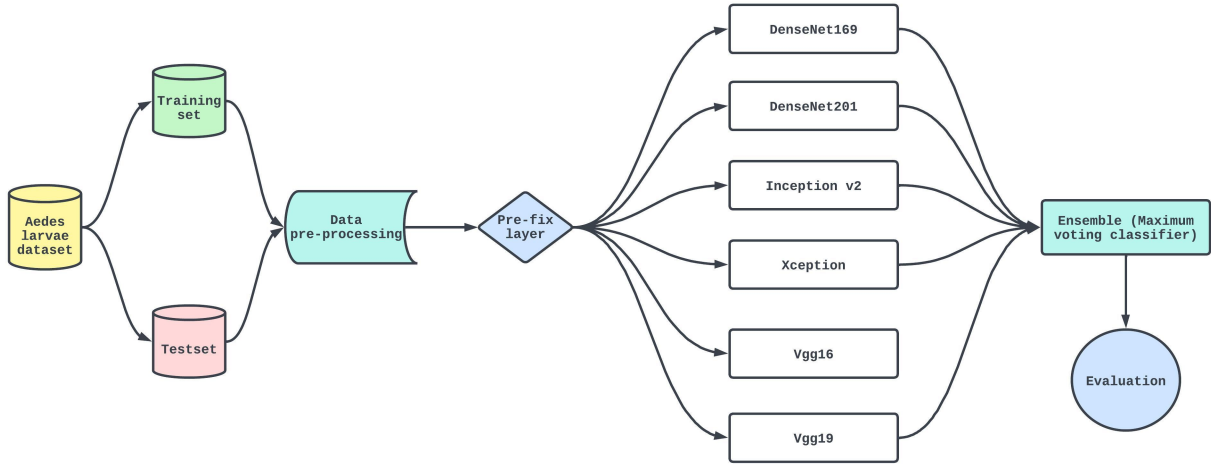 Aedes
larvae
dataset
Training
set
Testset
Data
pre-processing
Pre-fix
layer
DenseNet169
DenseNet201
Inception v2
Xception
Vgg16
Vgg19
Ensemble (Maximum
voting classifier)
Evaluation